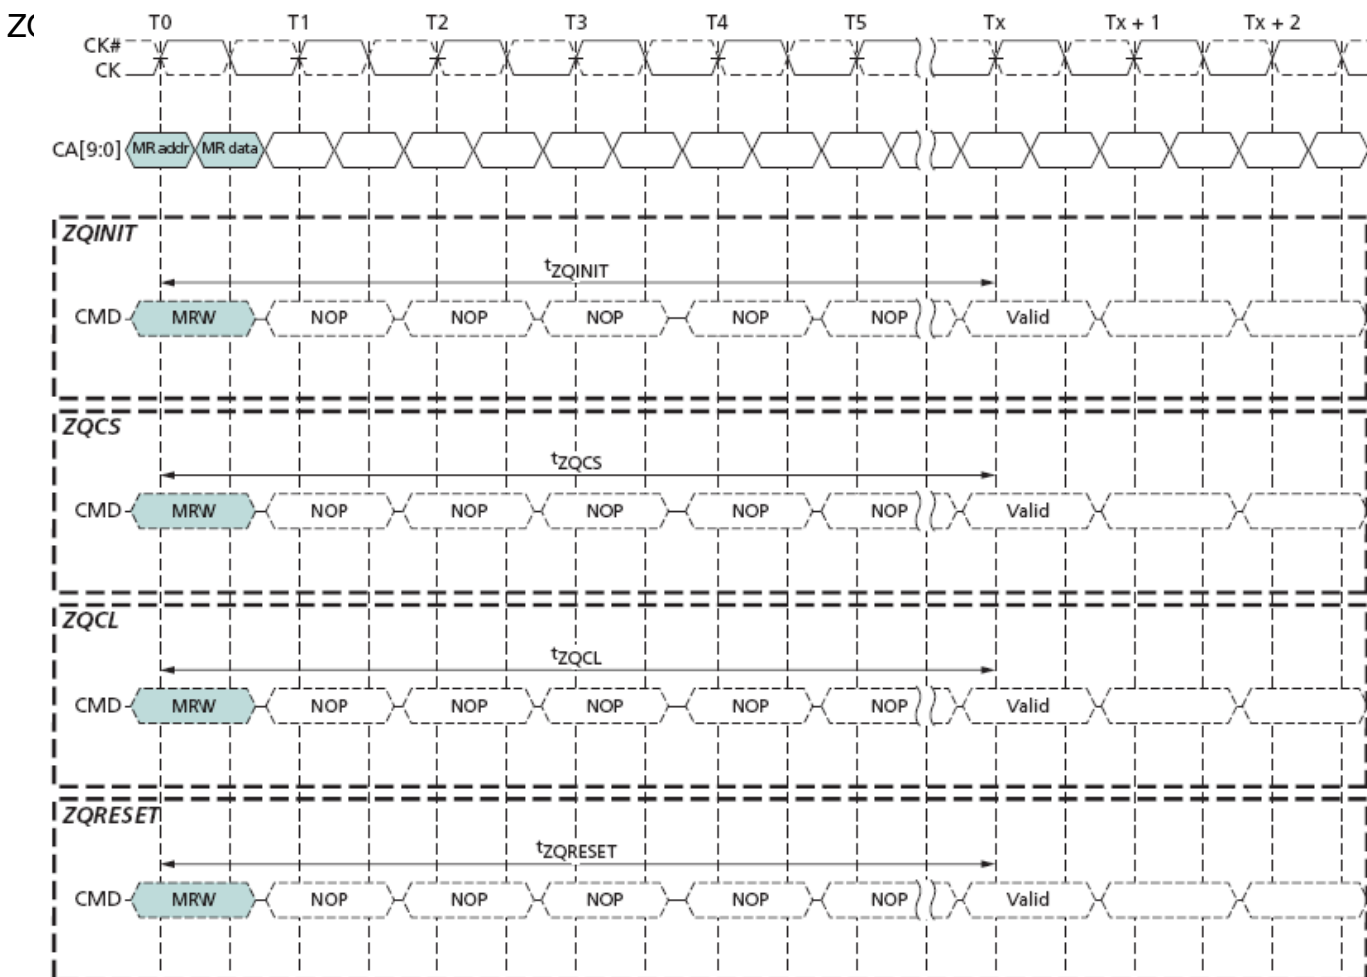 ZQ
T0 T1 T2 T3 T4 T5 Tx Tx + 1 Tx + 2
CK#
CK
CA[9:0] MR addr MR data
ZQINIT
tZQINIT
CMD MRW NOP NOP NOP NOP NOP Valid
ZQCS
tZQCS
CMD MRW NOP NOP NOP NOP NOP Valid
ZQCL
tZQCL
CMD MRW NOP NOP NOP NOP NOP Valid
ZQRESET
tZQRESET
CMD MRW NOP NOP NOP NOP NOP Valid